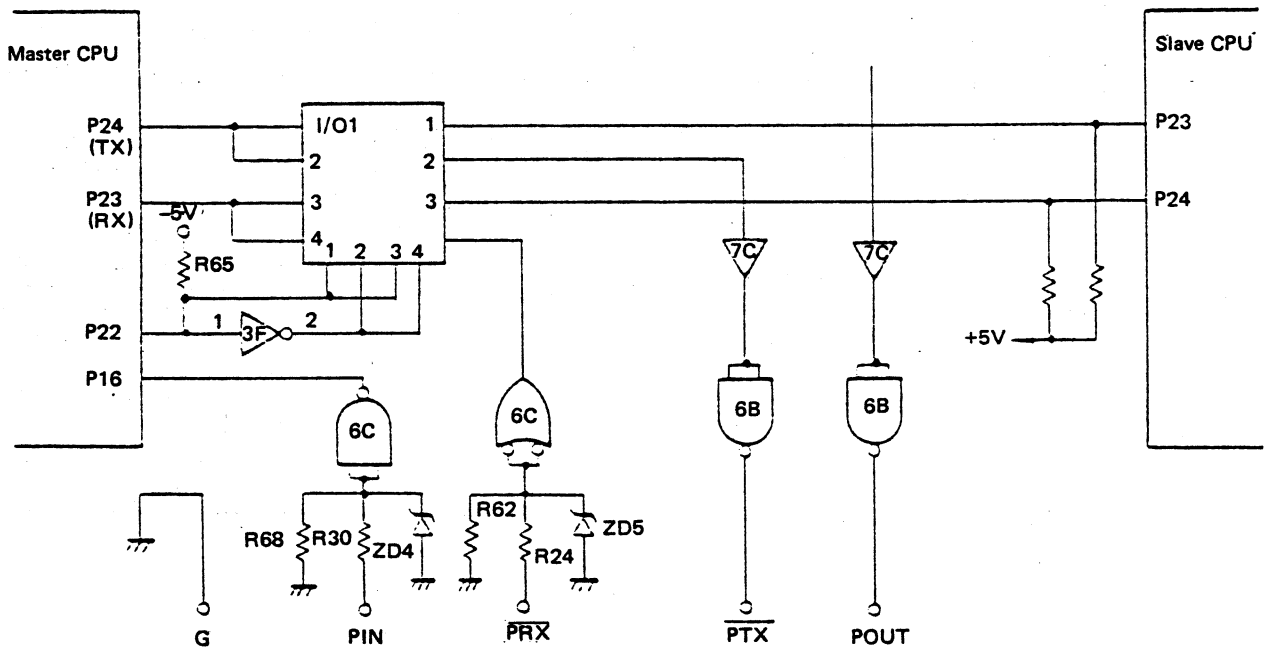 Master CPU
Slave CPU
P24
(TX)
I/O1
1
P23
2
2
P23
(RX)
3
3
P24
-5V
4
1
2
3
4
R65
7C
7C
P22
1
3F
2
+5V
P16
6C
6C
6B
6B
R68
R30
ZD4
R62
R24
ZD5
G
PIN
PRX
PTX
POUT